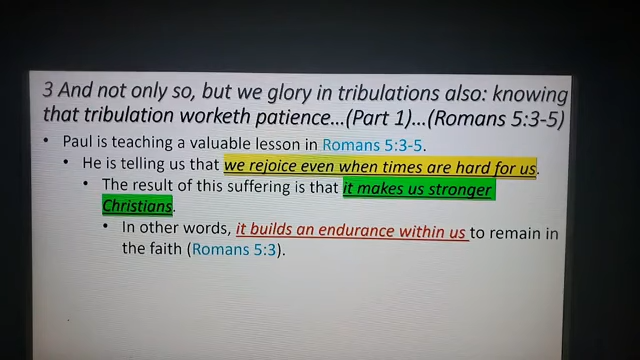 3 And not only so, but we glory in tribulations also: knowing
that tribulation worketh patience...(Part 1)...(Romans 5:3-5)
• Paul is teaching a valuable lesson in Romans 5:3-5.
• He is telling us that we rejoice even when times are hard for us.
• The result of this suffering is that it makes us stronger
Christians.
• In other words, it builds an endurance within us to remain in
the faith (Romans 5:3).